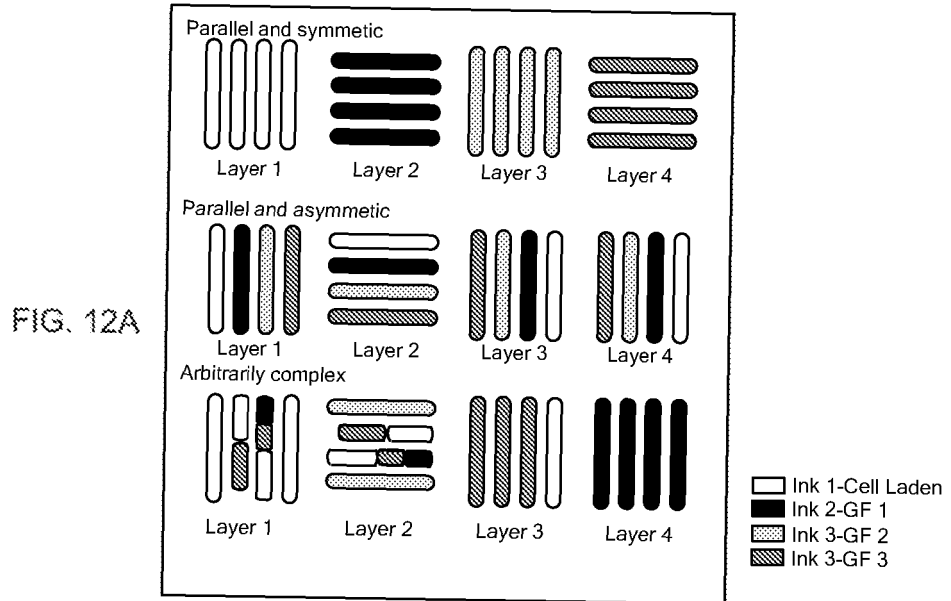 Parallel and symmetic
Layer 1
Layer 2
Layer 3
Layer 4
Parallel and asymmetic
Layer 1
Layer 2
Layer 3
Layer 4
Arbitrarily complex
Layer 1
Layer 2
Layer 3
Layer 4
FIG. 12A
Ink 1-Cell Laden
Ink 2-GF 1
Ink 3-GF 2
Ink 3-GF 3